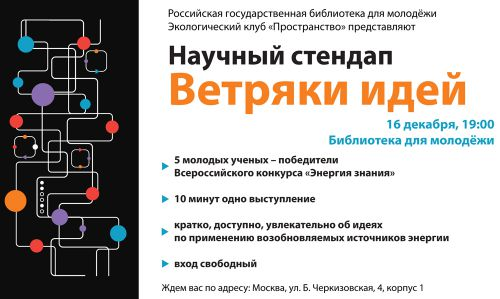 Российская государственная библиотека для молодёжи
Экологический клуб «Пространство» представляют
Научный стендап
Ветряки идей
16 декабря, 19:00
Библиотека для молодёжи
5 молодых ученых – победители
Всероссийского конкурса «Энергия знания»
10 минут одно выступление
кратко, доступно, увлекательно об идеях
по применению возобновляемых источников энергии
вход свободный
Ждем вас по адресу: Москва, ул. Б. Черкизовская, 4, корпус 1